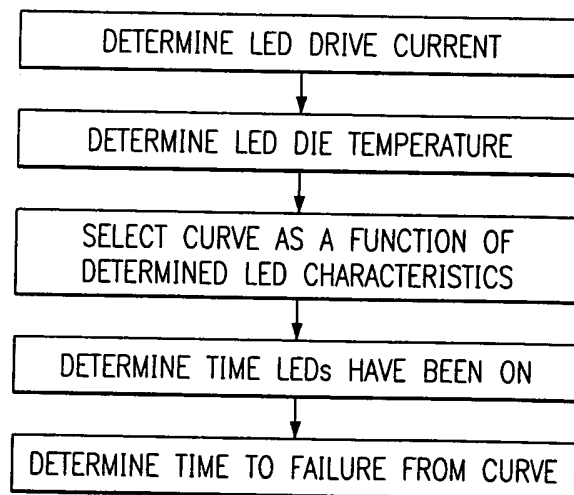 DETERMINE LED DRIVE CURRENT
DETERMINE LED DIE TEMPERATURE
SELECT CURVE AS A FUNCTION OF
DETERMINED LED CHARACTERISTICS
DETERMINE TIME LEDs HAVE BEEN ON
DETERMINE TIME TO FAILURE FROM CURVE